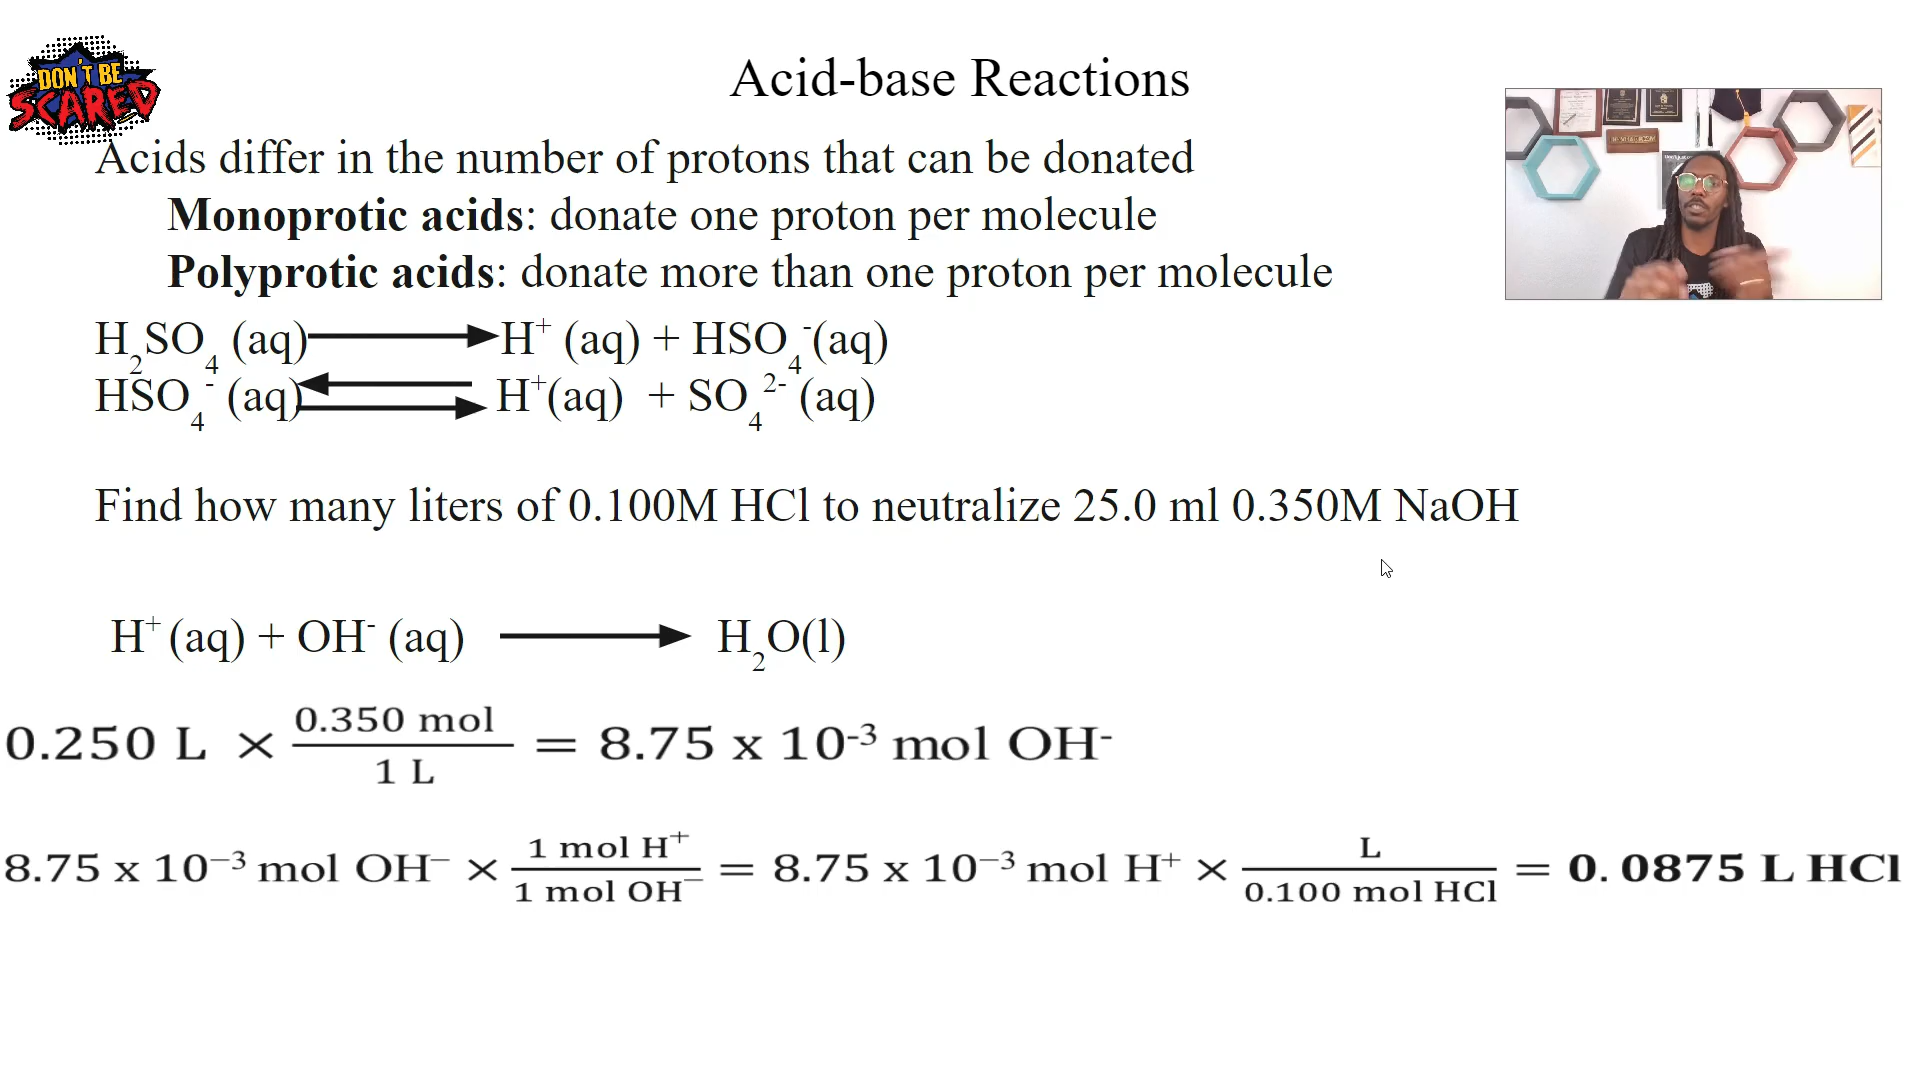 DON'T BE
SCARED
Acid-base Reactions
Acids differ in the number of protons that can be donated
Monoprotic acids: donate one proton per molecule
Polyprotic acids: donate more than one proton per molecule
H₂SO₄ (aq) ⟶ H⁺ (aq) + HSO₄⁻(aq)
HSO₄⁻ (aq) ⇌ H⁺(aq) + SO₄²⁻ (aq)
Find how many liters of 0.100M HCl to neutralize 25.0 ml 0.350M NaOH
H⁺ (aq) + OH⁻ (aq) ⟶ H₂O(l)
0.250 L × 0.350 mol / 1 L = 8.75 x 10⁻³ mol OH⁻
8.75 x 10⁻³ mol OH⁻ × 1 mol H⁺ / 1 mol OH⁻ = 8.75 x 10⁻³ mol H⁺ × L / 0.100 mol HCl = 0.0875 L HCl